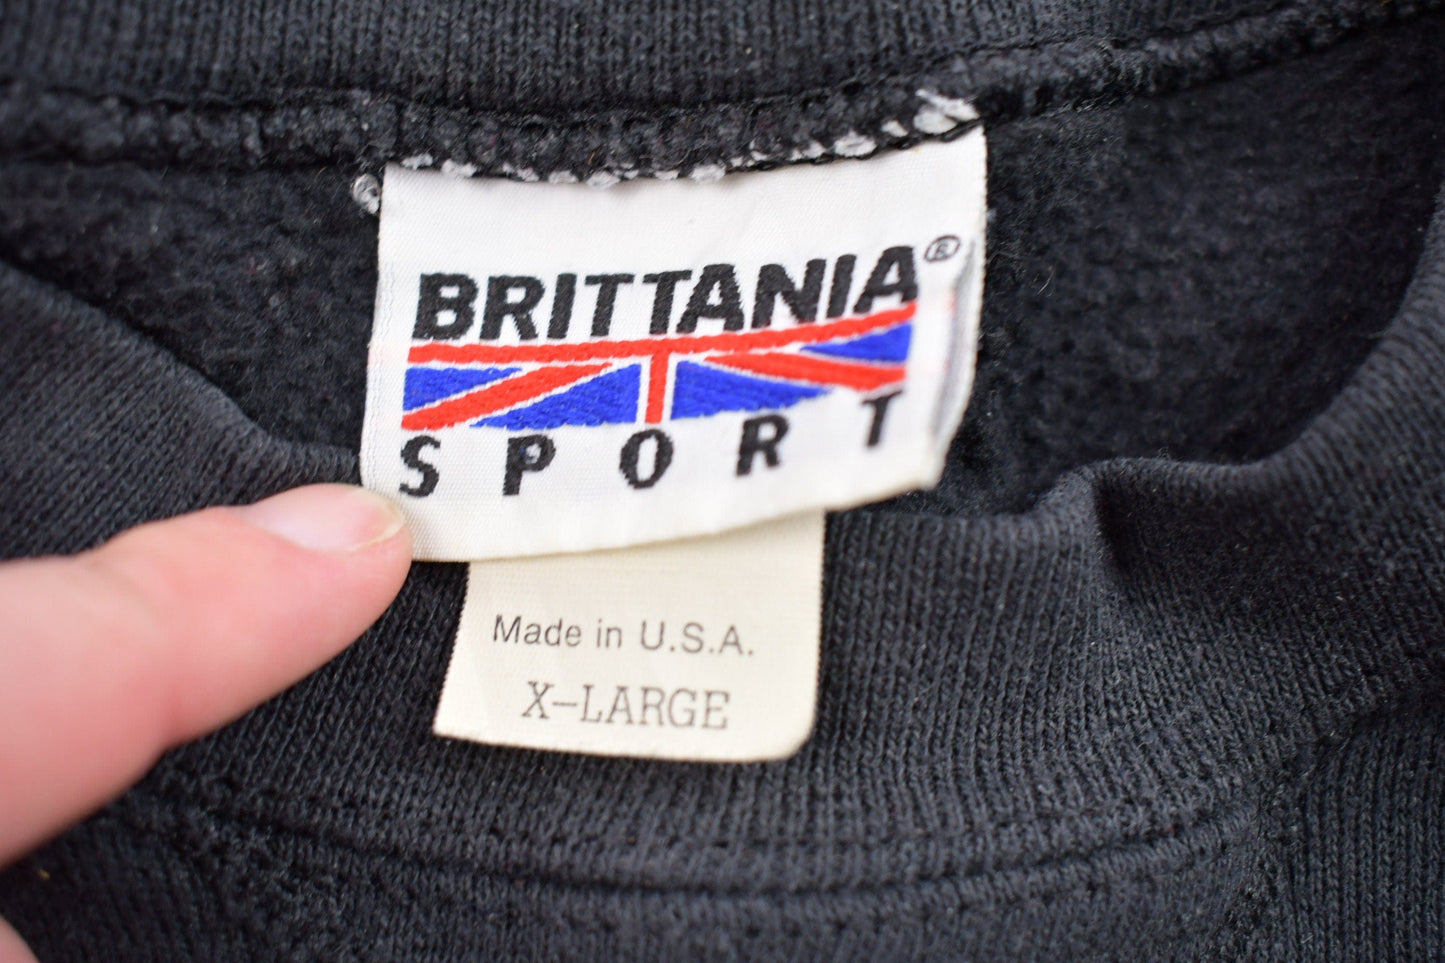 BRITTANIA®
SPORT
Made in U.S.A.
X-LARGE